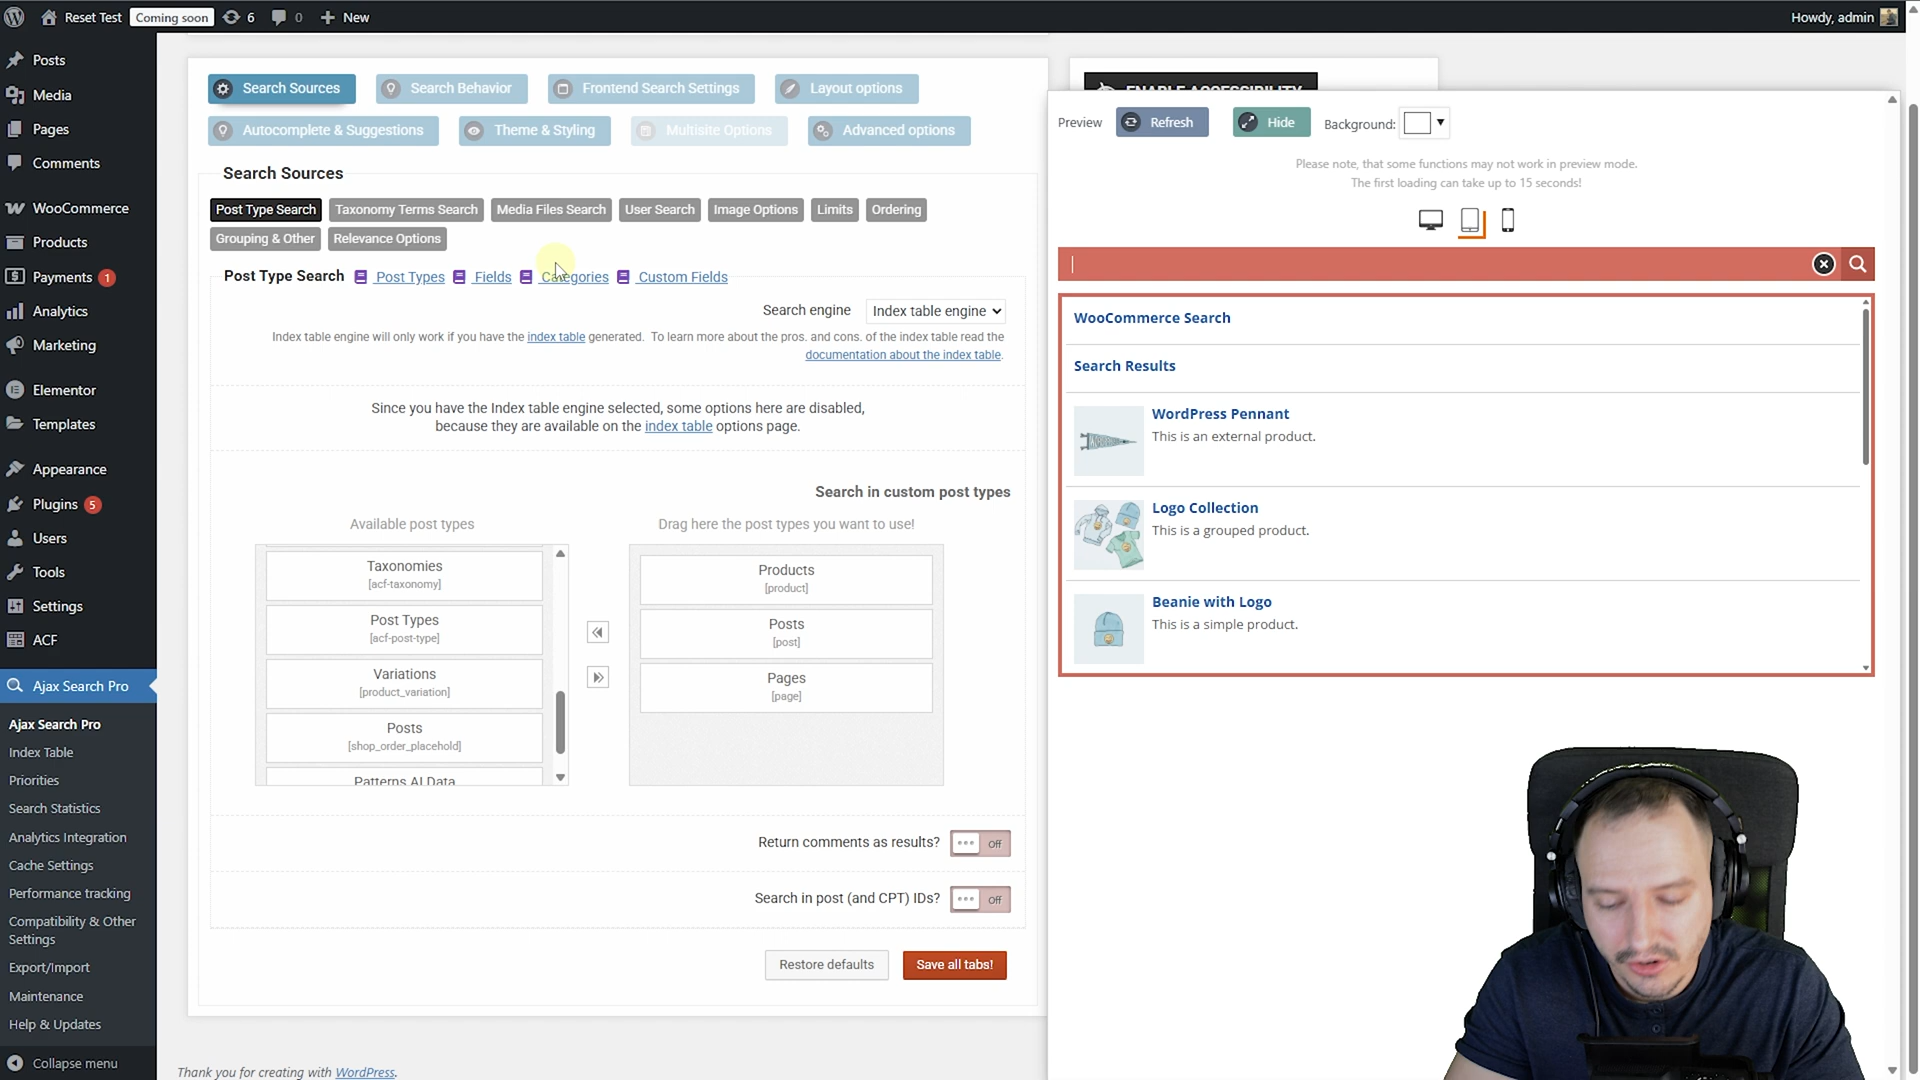 Reset Test
Coming soon
6
0
New
Howdy, admin
Posts
Media
Pages
Comments
WooCommerce
Products
Payments 1
Analytics
Marketing
Elementor
Templates
Appearance
Plugins 5
Users
Tools
Settings
ACF
Ajax Search Pro
Ajax Search Pro
Index Table
Priorities
Search Statistics
Analytics Integration
Cache Settings
Performance tracking
Compatibility & Other
Settings
Export/Import
Maintenance
Help & Updates
Collapse menu
Search Sources
Search Behavior
Frontend Search Settings
Layout options
Autocomplete & Suggestions
Theme & Styling
Multisite Options
Advanced options
Search Sources
Post Type Search
Taxonomy Terms Search
Media Files Search
User Search
Image Options
Limits
Ordering
Grouping & Other
Relevance Options
Post Type Search
Post Types
Fields
Categories
Custom Fields
Search engine
Index table engine
Index table engine will only work if you have the index table generated. To learn more about the pros. and cons. of the index table read the
documentation about the index table.
Since you have the Index table engine selected, some options here are disabled,
because they are available on the index table options page.
Search in custom post types
Available post types
Drag here the post types you want to use!
Taxonomies
[acf-taxonomy]
Post Types
[acf-post-type]
Variations
[product_variation]
Posts
[shop_order_placehold]
Patterns AI Data
Products
[product]
Posts
[post]
Pages
[page]
Return comments as results?
Off
Search in post (and CPT) IDs?
Off
Restore defaults
Save all tabs!
Thank you for creating with WordPress.
ENABLE ACCESSIBILITY
Preview
Refresh
Hide
Background:
Please note, that some functions may not work in preview mode.
The first loading can take up to 15 seconds!
WooCommerce Search
Search Results
WordPress Pennant
This is an external product.
Logo Collection
This is a grouped product.
Beanie with Logo
This is a simple product.